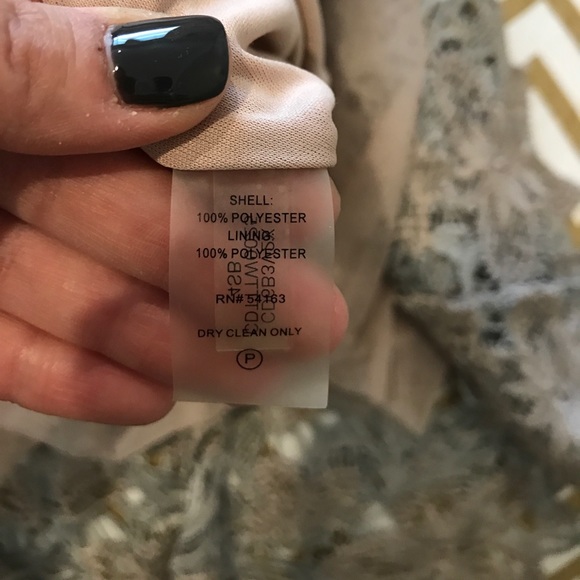 SHELL:
100% POLYESTER
LINING:
100% POLYESTER
RN# 54163
DRY CLEAN ONLY
P